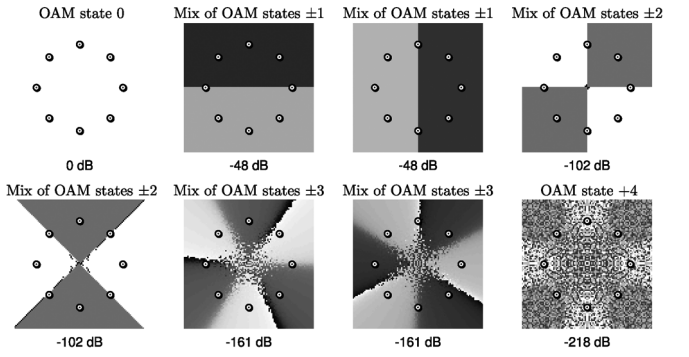 OAM state 0
Mix of OAM states ±1
Mix of OAM states ±1
Mix of OAM states ±2
0 dB
-48 dB
-48 dB
-102 dB
Mix of OAM states ±2
Mix of OAM states ±3
Mix of OAM states ±3
OAM state +4
-102 dB
-161 dB
-161 dB
-218 dB